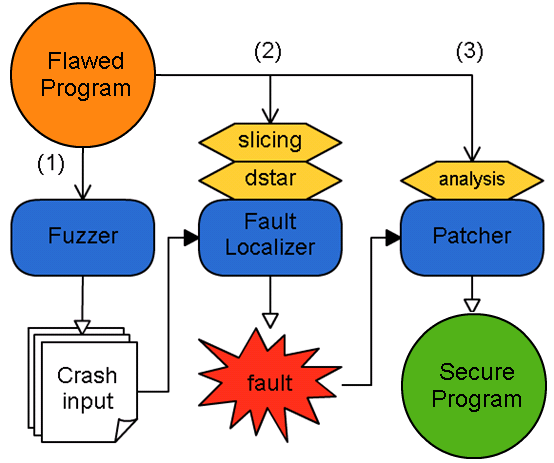 Flawed
Program
(1)
(2)
(3)
slicing
dstar
analysis
Fuzzer
Fault
Localizer
Patcher
Crash
input
fault
Secure
Program